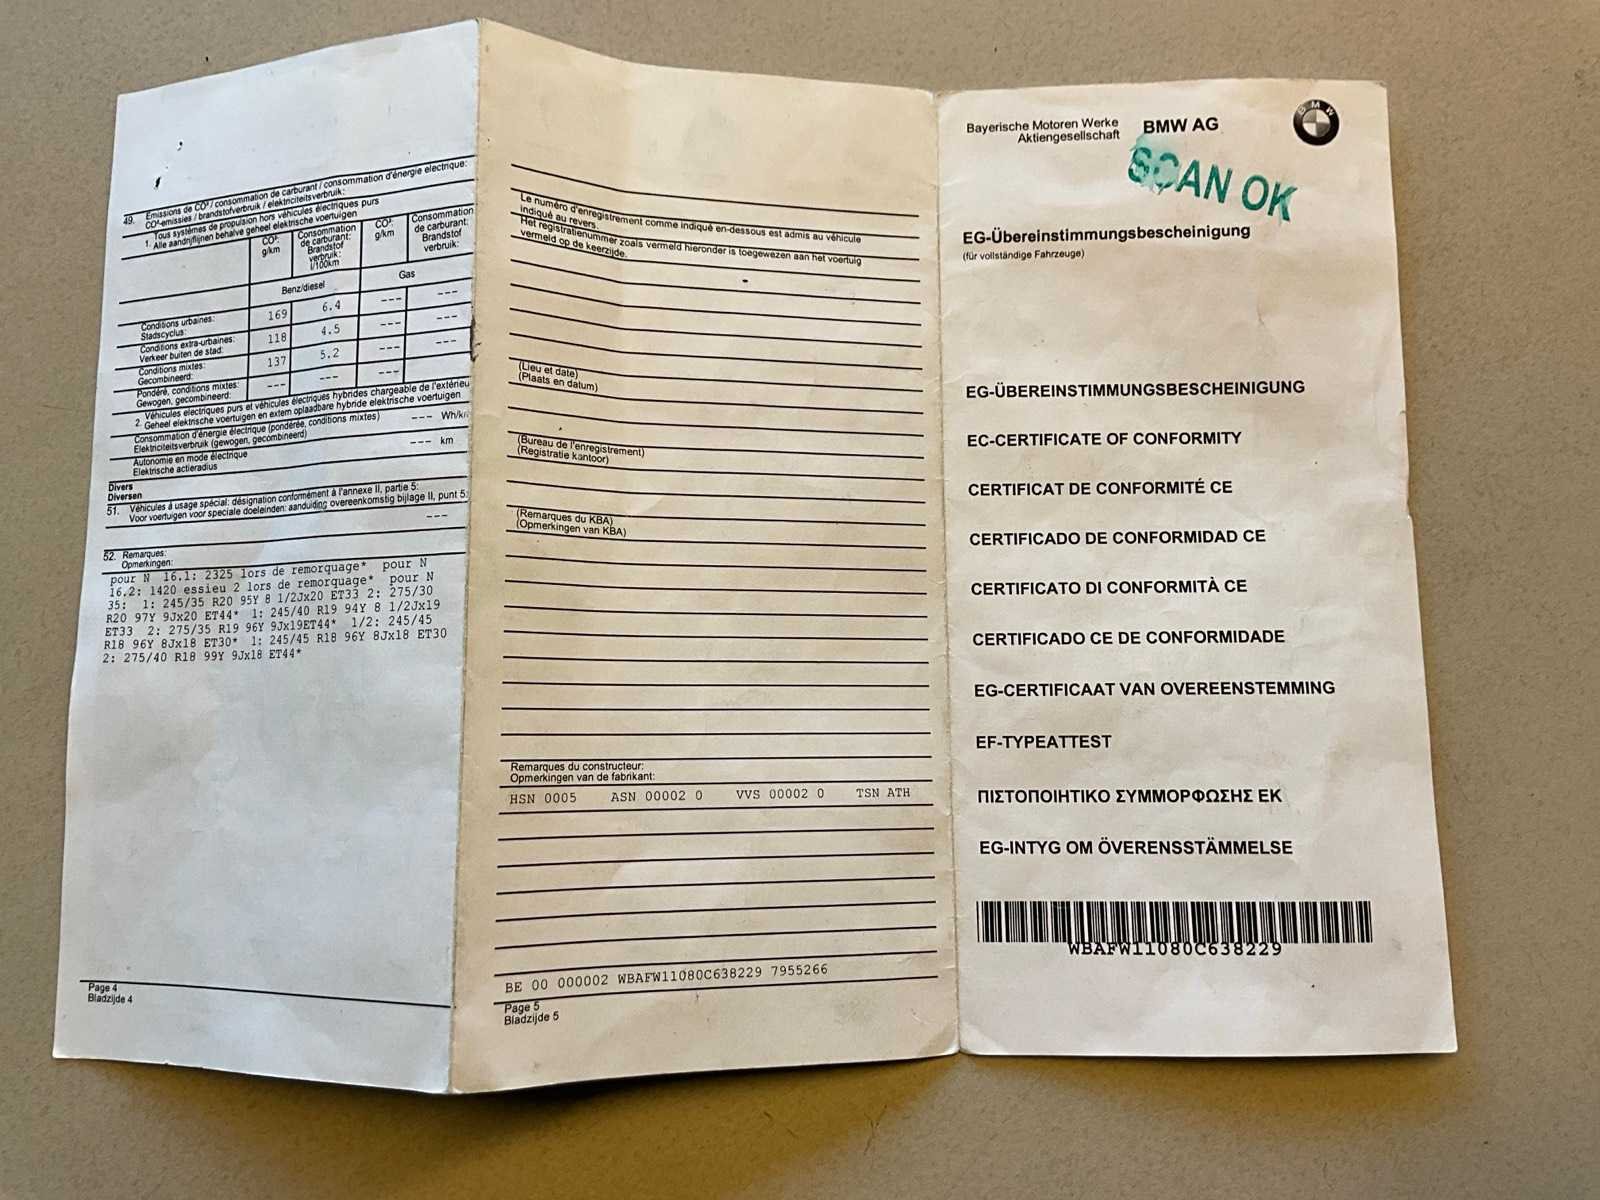 49. Emissions de CO²/ consommation de carburant / consommation d'énergie electrique:
CO²-emissies / brandstofverbruik / elektriciteitsverbruik:
1. Tous systèmes de propulsion hors véhicules électriques purs
Alle aandrijflijnen behalve geheel elektrische voertuigen
CO²: g/km
Consommation de carburant: Brandstof verbruik: l/100km
CO²: g/km
Consommation de carburant: Brandstof verbruik:
Benz/diesel
Gas
Conditions urbaines:
Stadscyclus:
169 6.4 --- ---
Conditions extra-urbaines:
Verkeer buiten de stad:
118 4.5 --- ---
Conditions mixtes:
Gecombineerd:
137 5.2 --- ---
Pondéré, conditions mixtes:
Gewogen, gecombineerd:
--- --- ---
2. Véhicules électriques purs et véhicules électriques hybrides chargeable de l'extérieu
Geheel elektrische voertuigen en extern oplaadbare hybride elektrische voertuigen
Consommation d'énergie électrique (pondérée, conditions mixtes)
Elektriciteitsverbruik (gewogen, gecombineerd)
--- Wh/k
Autonomie en mode électrique
Elektrische actieradius
--- km
Divers
Diversen
51. Véhicules à usage spécial: désignation conformément à l'annexe II, partie 5:
Voor voertuigen voor speciale doeleinden: aanduiding overeenkomstig bijlage II, punt 5:
---
52. Remarques:
Opmerkingen:
pour N 16.1: 2325 lors de remorquage* pour N
16.2: 1420 essieu 2 lors de remorquage* pour N
35: 1: 245/35 R20 95Y 8 1/2Jx20 ET33 2: 275/30
R20 97Y 9Jx20 ET44* 1: 245/40 R19 94Y 8 1/2Jx19
ET33 2: 275/35 R19 96Y 9Jx19ET44* 1/2: 245/45
R18 96Y 8Jx18 ET30* 1: 245/45 R18 96Y 8Jx18 ET30
2: 275/40 R18 99Y 9Jx18 ET44*
Page 4
Bladzijde 4
Le numéro d'enregistrement comme indiqué en-dessous est admis au véhicule
indiqué au revers.
Het registratienummer zoals vermeld hieronder is toegewezen aan het voertuig
vermeld op de keerzijde.
(Lieu et date)
(Plaats en datum)
(Bureau de l'enregistrement)
(Registratie kantoor)
(Remarques du KBA)
(Opmerkingen van KBA)
Remarques du constructeur:
Opmerkingen van de fabrikant:
HSN 0005 ASN 00002 0 VVS 00002 0 TSN ATH
BE 00 000002 WBAFW11080C638229 7955266
Page 5
Bladzijde 5
Bayerische Motoren Werke
Aktiengesellschaft
BMW AG
BMW
SCAN OK
EG-Übereinstimmungsbescheinigung
(für vollständige Fahrzeuge)
EG-ÜBEREINSTIMMUNGSBESCHEINIGUNG
EC-CERTIFICATE OF CONFORMITY
CERTIFICAT DE CONFORMITÉ CE
CERTIFICADO DE CONFORMIDAD CE
CERTIFICATO DI CONFORMITÀ CE
CERTIFICADO CE DE CONFORMIDADE
EG-CERTIFICAAT VAN OVEREENSTEMMING
EF-TYPEATTEST
ΠΙΣΤΟΠΟΙΗΤΙΚΟ ΣΥΜΜΟΡΦΩΣΗΣ ΕΚ
EG-INTYG OM ÖVERENSSTÄMMELSE
WBAFW11080C638229